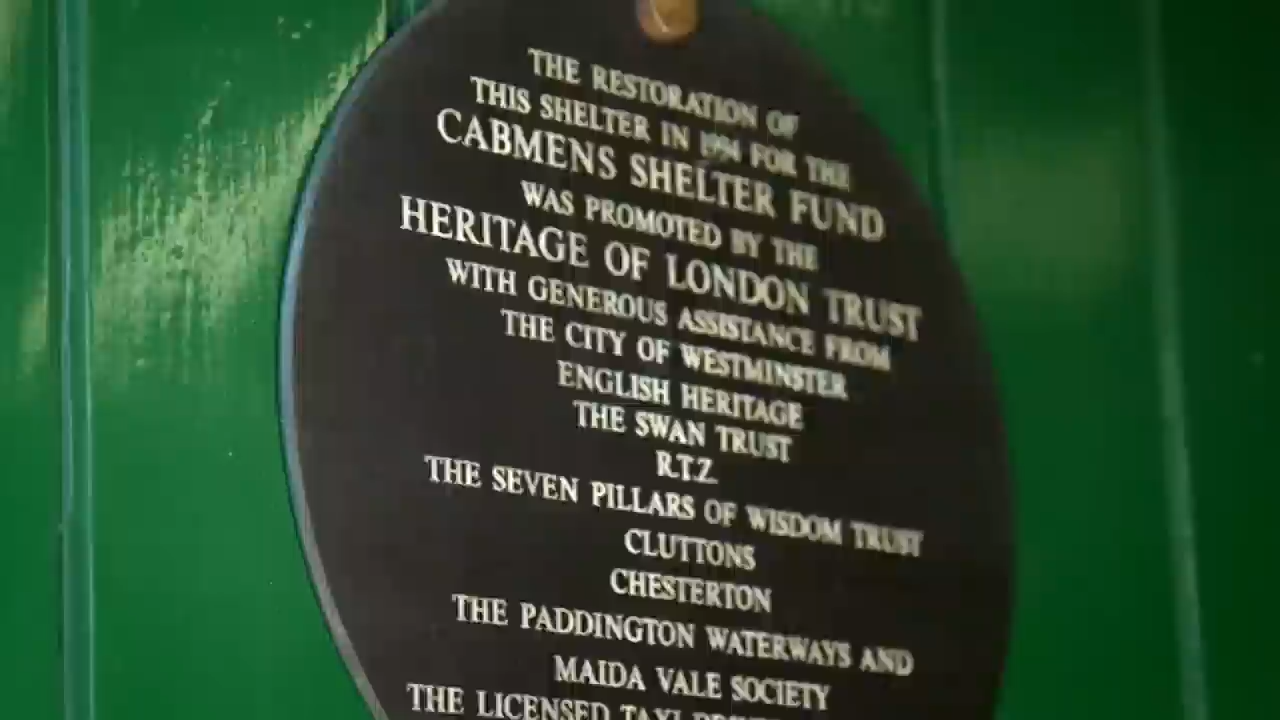 THE RESTORATION OF
THIS SHELTER IN 1994 FOR THE
CABMENS SHELTER FUND
WAS PROMOTED BY THE
HERITAGE OF LONDON TRUST
WITH GENEROUS ASSISTANCE FROM
THE CITY OF WESTMINSTER
ENGLISH HERITAGE
THE SWAN TRUST
R.T.Z.
THE SEVEN PILLARS OF WISDOM TRUST
CLUTTONS
CHESTERTON
THE PADDINGTON WATERWAYS AND
MAIDA VALE SOCIETY
THE LICENSED TAXI